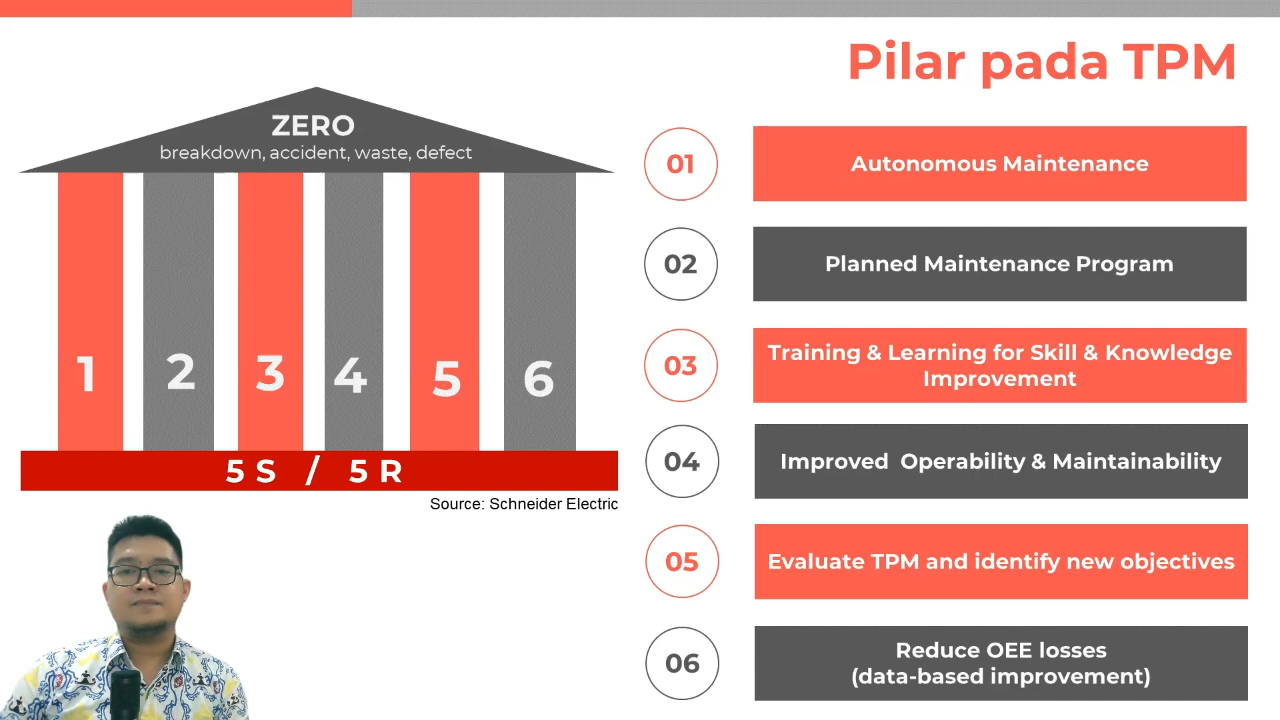 Pilar pada TPM
ZERO
breakdown, accident, waste, defect
1 2 3 4 5 6
5S / 5R
Source: Schneider Electric
01
Autonomous Maintenance
02
Planned Maintenance Program
03
Training & Learning for Skill & Knowledge
Improvement
04
Improved Operability & Maintainability
05
Evaluate TPM and identify new objectives
06
Reduce OEE losses
(data-based improvement)